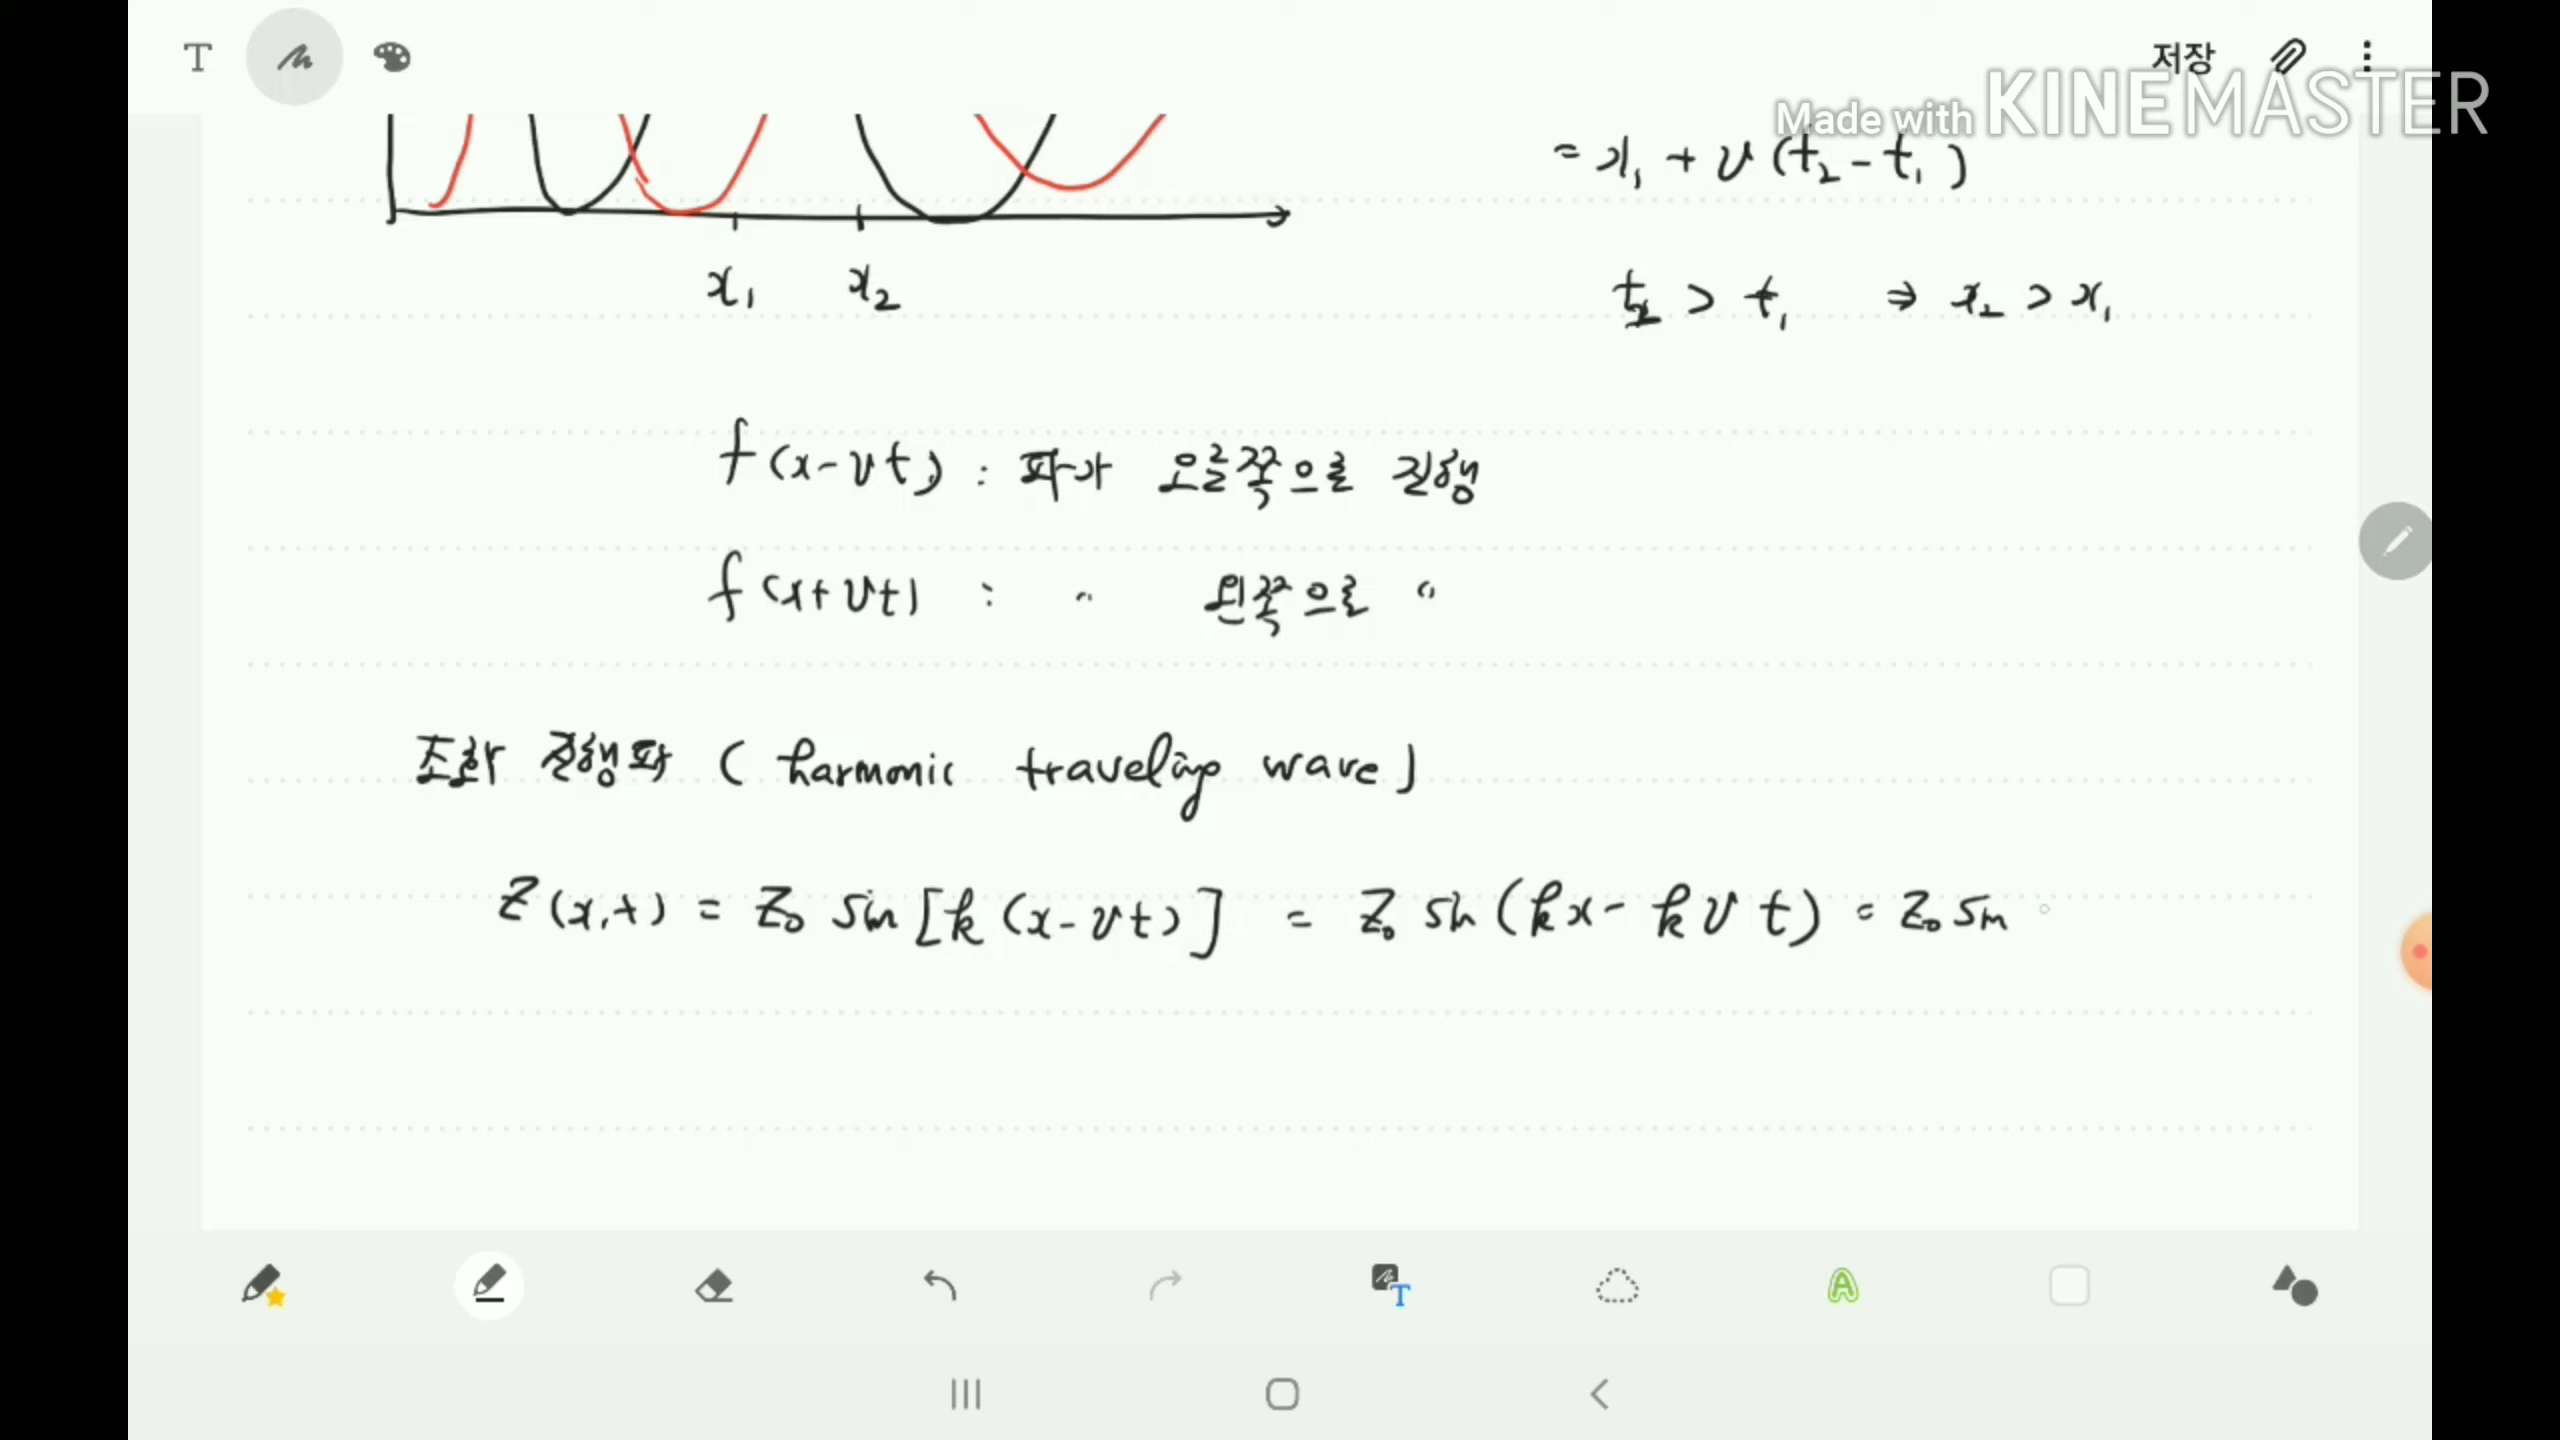 T
저장
Made with KINEMASTER
= x₁ + v (t₂ - t₁)
x₁ x₂
t₂ > t₁ ⇒ x₂ > x₁
f(x-vt) : 파가 오른쪽으로 진행
f(x+vt) : 〃 왼쪽으로 〃
조화 진행파 ( harmonic traveling wave )
Z(x,t) = Z₀ sin [k (x-vt)] = Z₀ sin (kx - k v t) = Z₀ sin
T
A